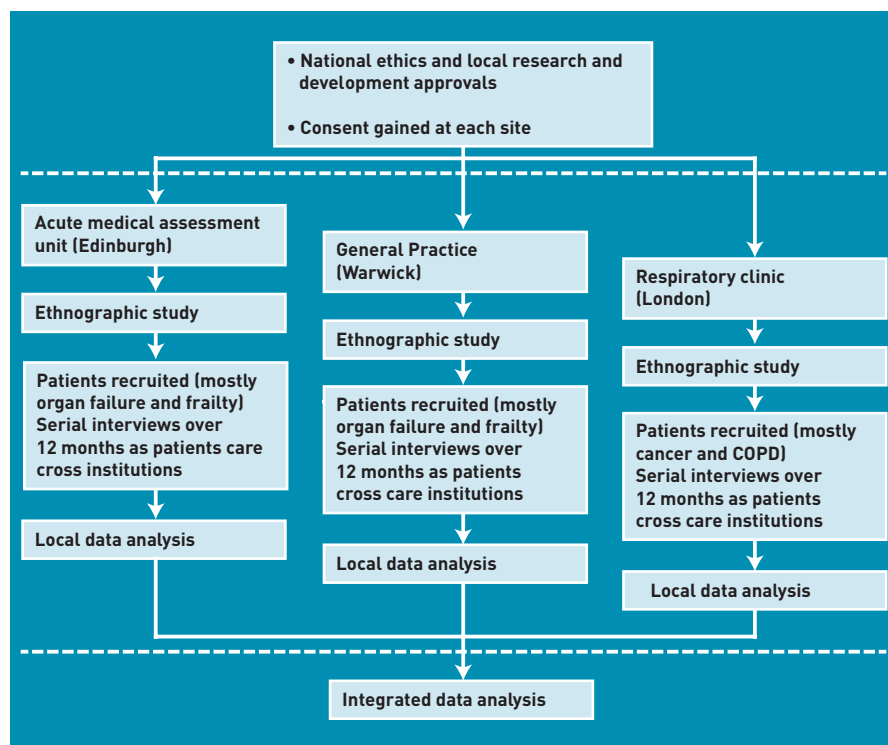 • National ethics and local research and
development approvals
• Consent gained at each site
Acute medical assessment
unit (Edinburgh)
Ethnographic study
Patients recruited (mostly
organ failure and frailty)
Serial interviews over
12 months as patients care
cross institutions
Local data analysis
General Practice
(Warwick)
Ethnographic study
Patients recruited (mostly
organ failure and frailty)
Serial interviews over
12 months as patients
cross care institutions
Local data analysis
Respiratory clinic
(London)
Ethnographic study
Patients recruited (mostly
cancer and COPD)
Serial interviews over
12 months as patients
cross care institutions
Local data analysis
Integrated data analysis